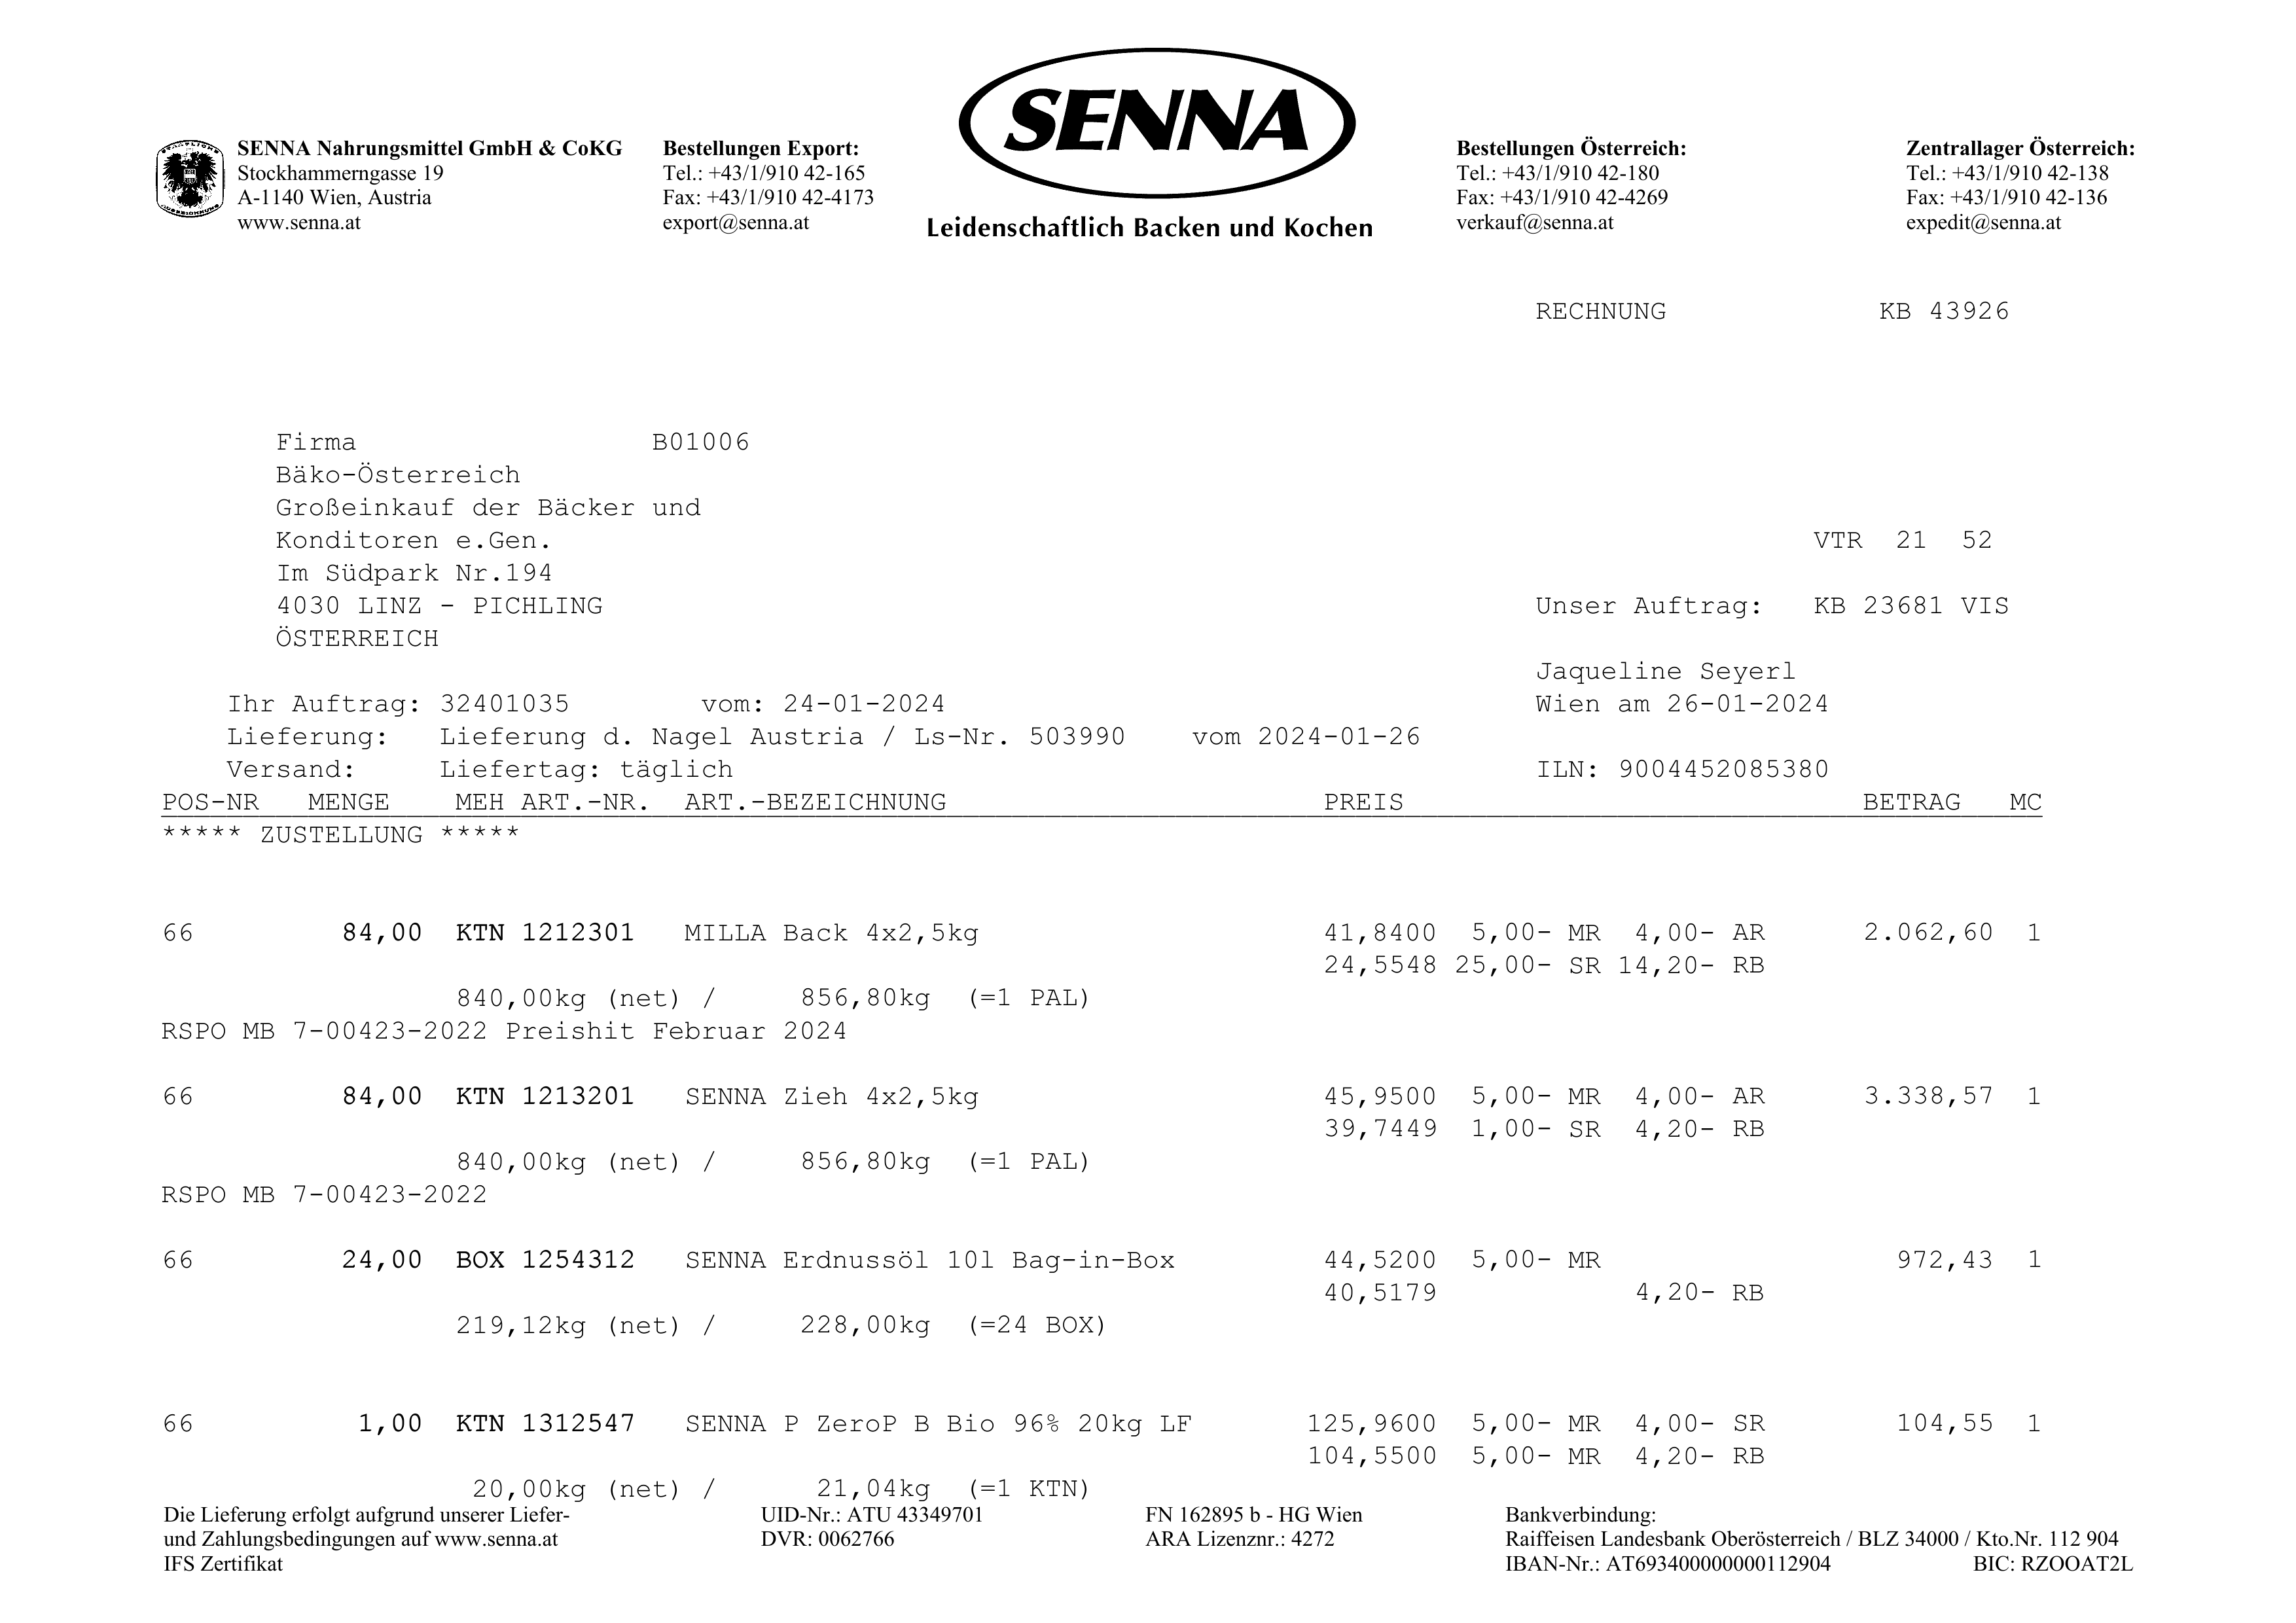 SENNA
Leidenschaftlich Backen und Kochen
SENNA Nahrungsmittel GmbH & CoKG
Stockhammerngasse 19
A-1140 Wien, Austria
www.senna.at
Bestellungen Export:
Tel.: +43/1/910 42-165
Fax: +43/1/910 42-4173
export@senna.at
Bestellungen Österreich:
Tel.: +43/1/910 42-180
Fax: +43/1/910 42-4269
verkauf@senna.at
Zentrallager Österreich:
Tel.: +43/1/910 42-138
Fax: +43/1/910 42-136
expedit@senna.at
RECHNUNG KB 43926
Firma B01006
Bäko-Österreich
Großeinkauf der Bäcker und
Konditoren e.Gen. VTR 21 52
Im Südpark Nr.194
4030 LINZ - PICHLING Unser Auftrag: KB 23681 VIS
ÖSTERREICH
Jaqueline Seyerl
Ihr Auftrag: 32401035 vom: 24-01-2024 Wien am 26-01-2024
Lieferung: Lieferung d. Nagel Austria / Ls-Nr. 503990 vom 2024-01-26
Versand: Liefertag: täglich ILN: 9004452085380
POS-NR MENGE MEH ART.-NR. ART.-BEZEICHNUNG PREIS BETRAG MC
***** ZUSTELLUNG *****
66 84,00 KTN 1212301 MILLA Back 4x2,5kg 41,8400 5,00- MR 4,00- AR 2.062,60 1
24,5548 25,00- SR 14,20- RB
840,00kg (net) / 856,80kg (=1 PAL)
RSPO MB 7-00423-2022 Preishit Februar 2024
66 84,00 KTN 1213201 SENNA Zieh 4x2,5kg 45,9500 5,00- MR 4,00- AR 3.338,57 1
39,7449 1,00- SR 4,20- RB
840,00kg (net) / 856,80kg (=1 PAL)
RSPO MB 7-00423-2022
66 24,00 BOX 1254312 SENNA Erdnussöl 10l Bag-in-Box 44,5200 5,00- MR 972,43 1
40,5179 4,20- RB
219,12kg (net) / 228,00kg (=24 BOX)
66 1,00 KTN 1312547 SENNA P ZeroP B Bio 96% 20kg LF 125,9600 5,00- MR 4,00- SR 104,55 1
104,5500 5,00- MR 4,20- RB
20,00kg (net) / 21,04kg (=1 KTN)
Die Lieferung erfolgt aufgrund unserer Liefer-
und Zahlungsbedingungen auf www.senna.at
IFS Zertifikat
UID-Nr.: ATU 43349701
DVR: 0062766
FN 162895 b - HG Wien
ARA Lizenznr.: 4272
Bankverbindung:
Raiffeisen Landesbank Oberösterreich / BLZ 34000 / Kto.Nr. 112 904
IBAN-Nr.: AT693400000000112904 BIC: RZOOAT2L